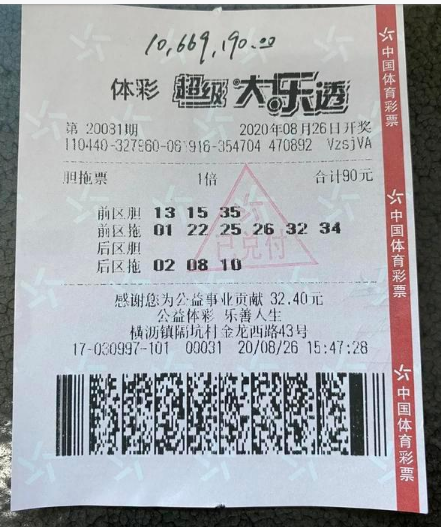 10,669,190.00
体彩 超级大乐透
第 20031期 2020年08月26日开奖
110440-327960-06 916-354704 470892 VzsjVA
胆拖票 1倍 合计90元
前区胆 13 15 35
前区拖 01 22 25 26 32 34
后区胆
后区拖 02 08 10
已兑付
感谢您为公益事业贡献 32.40元
公益体彩 乐善人生
横沥镇隔坑村金龙西路43号
17-030997-101 00031 20/08/26 15:47:28
中国体育彩票
中国体育彩票
中国体育彩票